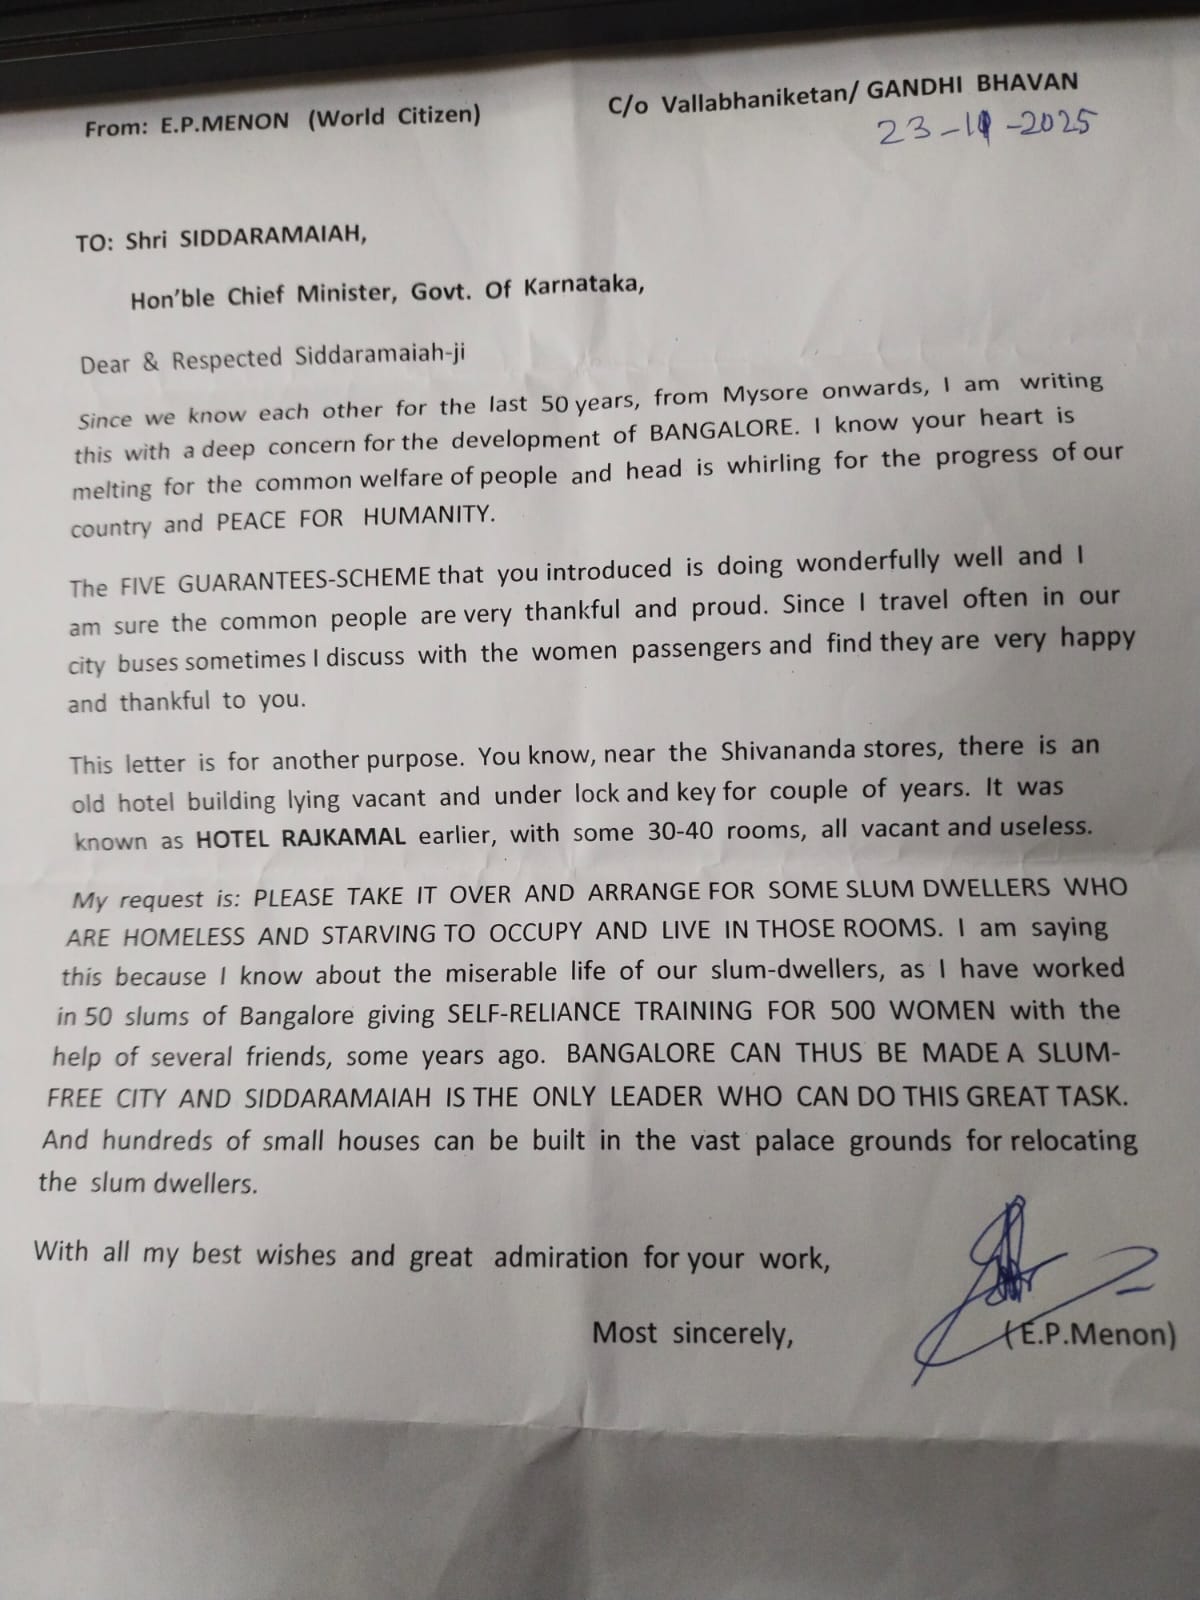 From: E.P.MENON (World Citizen)
C/o Vallabhaniketan/ GANDHI BHAVAN
23-11-2025
TO: Shri SIDDARAMAIAH,
Hon'ble Chief Minister, Govt. Of Karnataka,
Dear & Respected Siddaramaiah-ji
Since we know each other for the last 50 years, from Mysore onwards, I am writing
this with a deep concern for the development of BANGALORE. I know your heart is
melting for the common welfare of people and head is whirling for the progress of our
country and PEACE FOR HUMANITY.
The FIVE GUARANTEES-SCHEME that you introduced is doing wonderfully well and I
am sure the common people are very thankful and proud. Since I travel often in our
city buses sometimes I discuss with the women passengers and find they are very happy
and thankful to you.
This letter is for another purpose. You know, near the Shivananda stores, there is an
old hotel building lying vacant and under lock and key for couple of years. It was
known as HOTEL RAJKAMAL earlier, with some 30-40 rooms, all vacant and useless.
My request is: PLEASE TAKE IT OVER AND ARRANGE FOR SOME SLUM DWELLERS WHO
ARE HOMELESS AND STARVING TO OCCUPY AND LIVE IN THOSE ROOMS. I am saying
this because I know about the miserable life of our slum-dwellers, as I have worked
in 50 slums of Bangalore giving SELF-RELIANCE TRAINING FOR 500 WOMEN with the
help of several friends, some years ago. BANGALORE CAN THUS BE MADE A SLUM-
FREE CITY AND SIDDARAMAIAH IS THE ONLY LEADER WHO CAN DO THIS GREAT TASK.
And hundreds of small houses can be built in the vast palace grounds for relocating
the slum dwellers.
With all my best wishes and great admiration for your work,
Most sincerely,
(E.P.Menon)